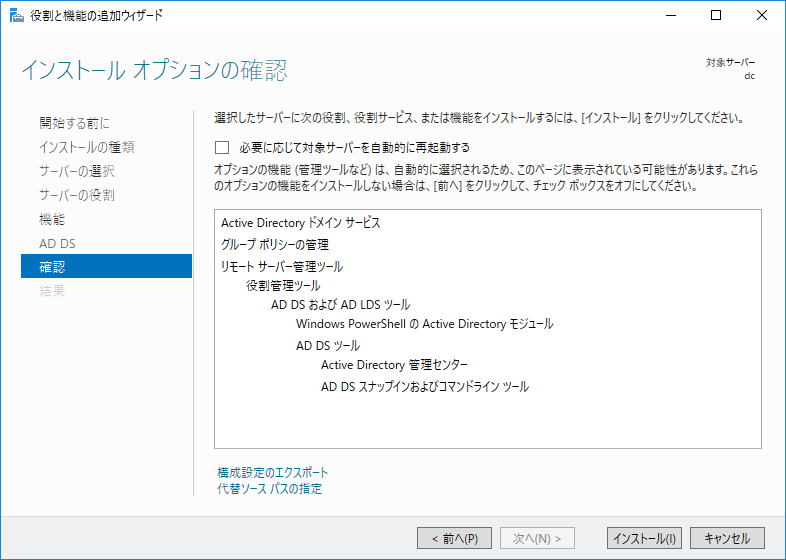 役割と機能の追加ウィザード
インストール オプションの確認
対象サーバー
dc
開始する前に
インストールの種類
サーバーの選択
サーバーの役割
機能
AD DS
確認
結果
選択したサーバーに次の役割、役割サービス、または機能をインストールするには、[インストール] をクリックしてください。
必要に応じて対象サーバーを自動的に再起動する
オプションの機能 (管理ツールなど) は、自動的に選択されるため、このページに表示されている可能性があります。これら
のオプションの機能をインストールしない場合は、[前へ] をクリックして、チェック ボックスをオフにしてください。
Active Directory ドメイン サービス
グループ ポリシーの管理
リモート サーバー管理ツール
役割管理ツール
AD DS および AD LDS ツール
Windows PowerShell の Active Directory モジュール
AD DS ツール
Active Directory 管理センター
AD DS スナップインおよびコマンドライン ツール
構成設定のエクスポート
代替ソース パスの指定
< 前へ(P)
次へ(N) >
インストール(I)
キャンセル